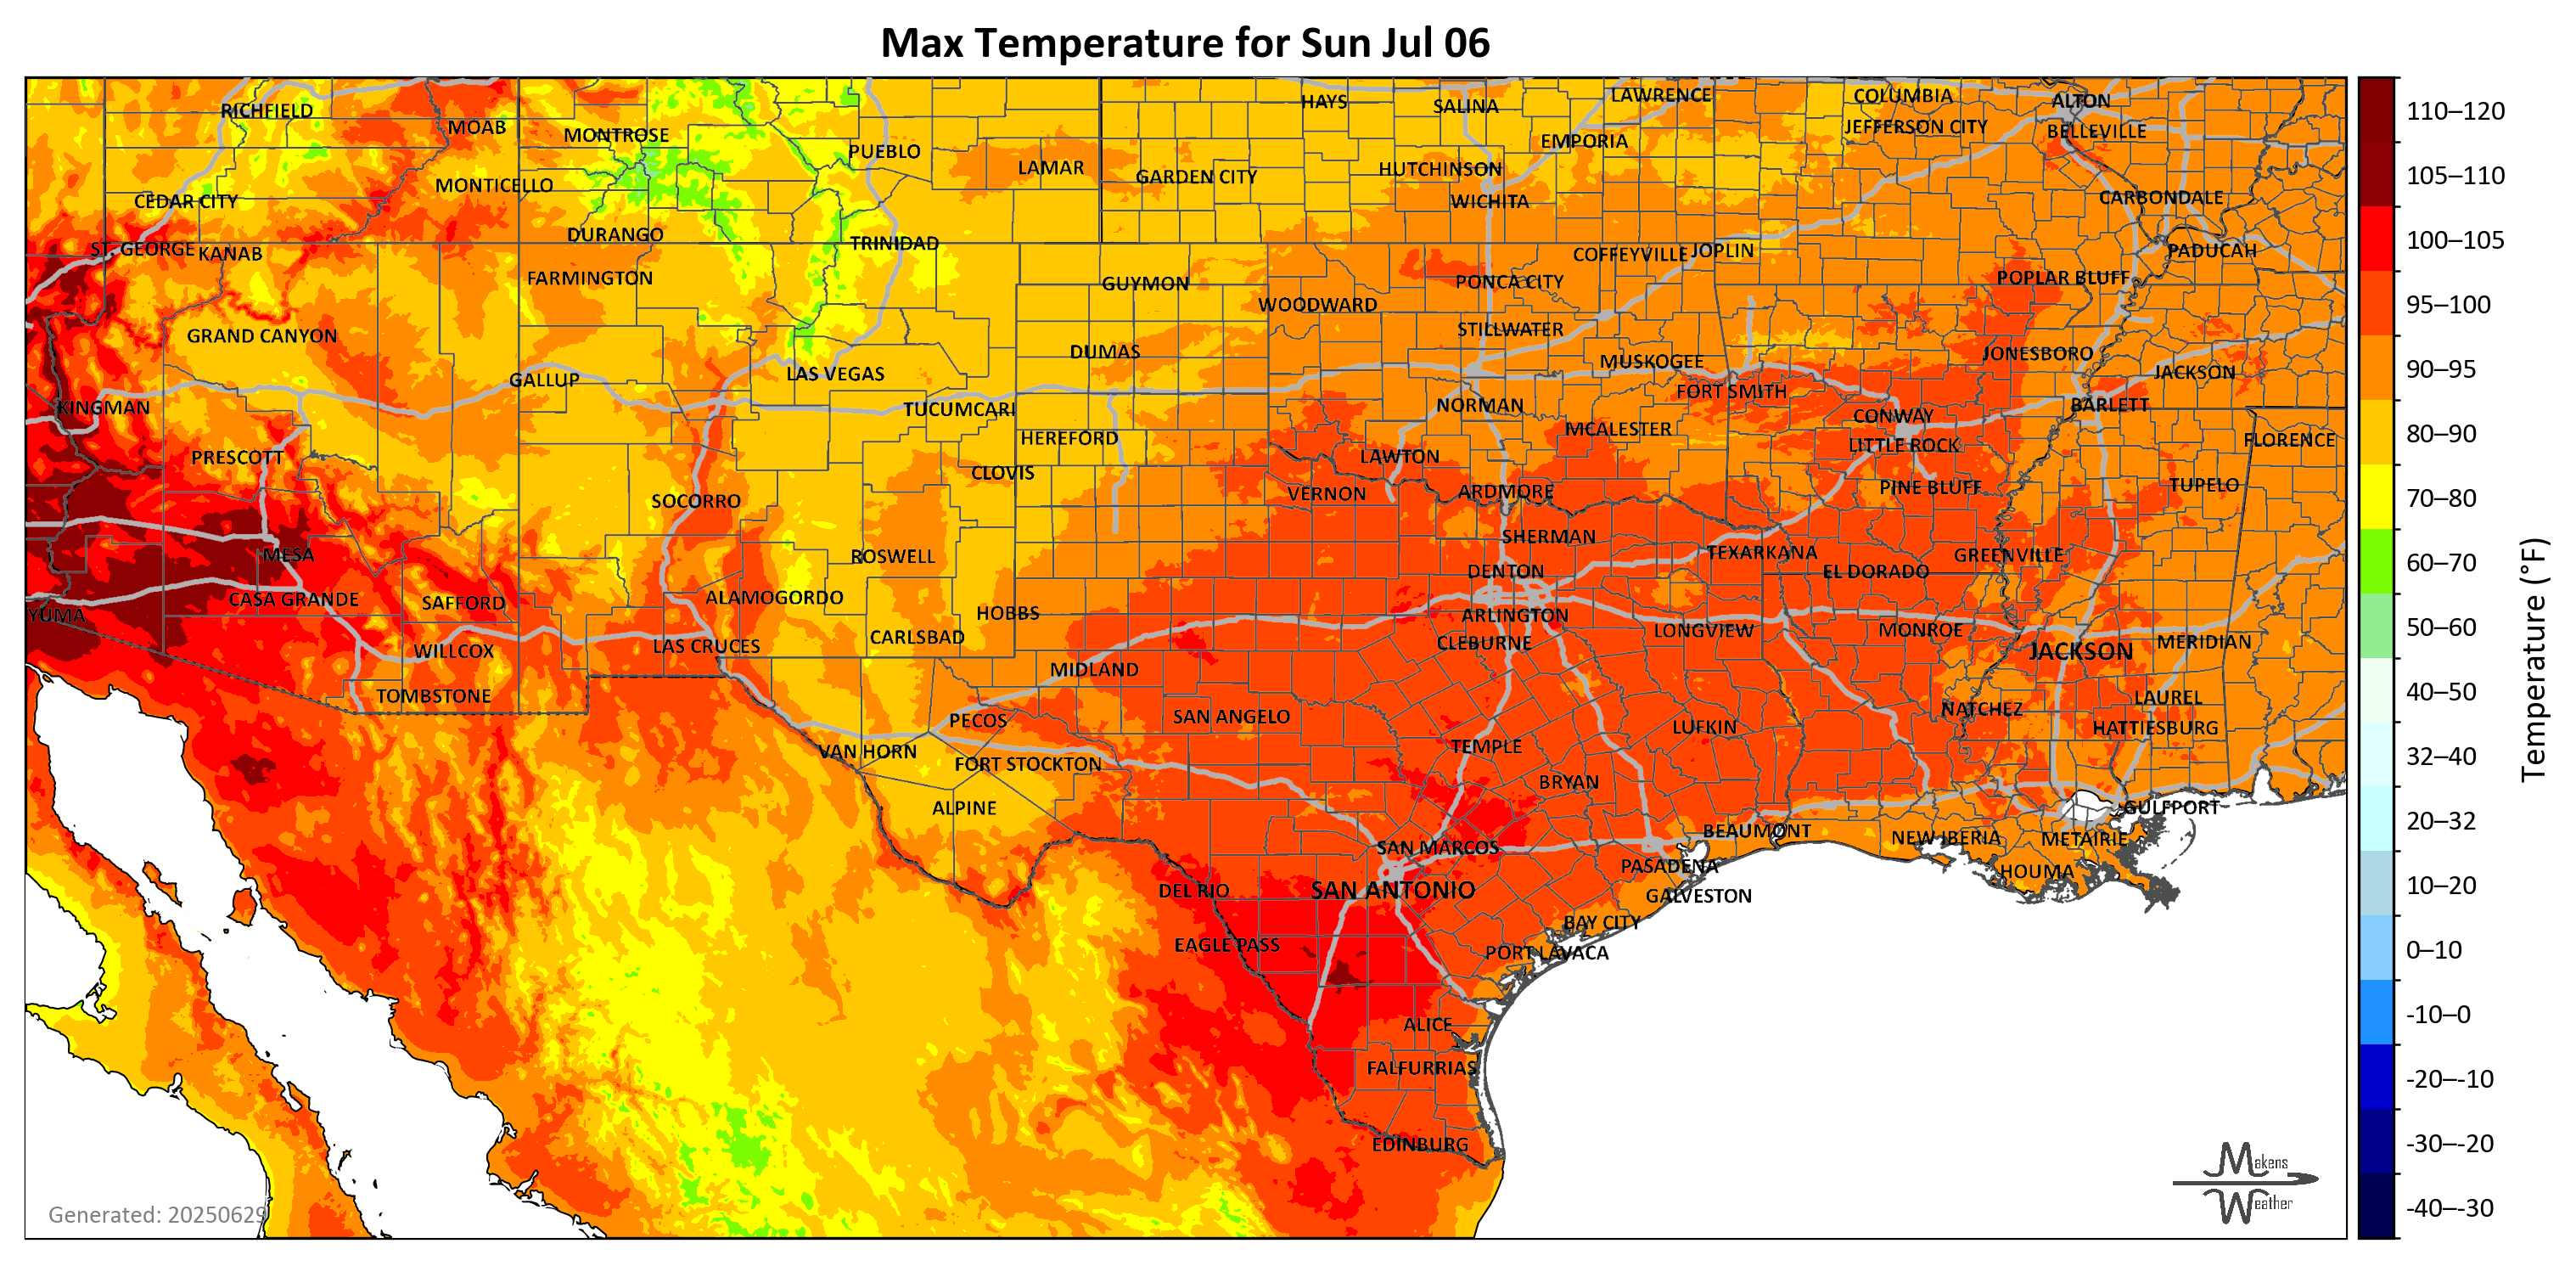 Max Temperature for Sun Jul 06
RICHFIELD
MOAB
MONTROSE
PUEBLO
LAMAR
HAYS
SALINA
LAWRENCE
COLUMBIA
ALTON
JEFFERSON CITY
BELLEVILLE
EMPORIA
HUTCHINSON
GARDEN CITY
MONTICELLO
CEDAR CITY
WICHITA
CARBONDALE
DURANGO
TRINIDAD
ST. GEORGE
KANAB
COFFEYVILLE
JOPLIN
PADUCAH
FARMINGTON
GUYMON
PONCA CITY
POPLAR BLUFF
WOODWARD
GRAND CANYON
STILLWATER
DUMAS
MUSKOGEE
JONESBORO
GALLUP
LAS VEGAS
JACKSON
FORT SMITH
KINGMAN
TUCUMCARI
NORMAN
CONWAY
BARLETT
HEREFORD
MCALESTER
LITTLE ROCK
FLORENCE
PRESCOTT
CLOVIS
LAWTON
SOCORRO
VERNON
ARDMORE
PINE BLUFF
TUPELO
SHERMAN
MESA
ROSWELL
TEXARKANA
GREENVILLE
DENTON
EL DORADO
CASA GRANDE
SAFFORD
ALAMOGORDO
HOBBS
ARLINGTON
YUMA
WILLCOX
LAS CRUCES
CARLSBAD
CLEBURNE
LONGVIEW
MONROE
JACKSON
MERIDIAN
MIDLAND
TOMBSTONE
PECOS
SAN ANGELO
LUFKIN
NATCHEZ
LAUREL
HATTIESBURG
VAN HORN
FORT STOCKTON
TEMPLE
BRYAN
ALPINE
GULFPORT
BEAUMONT
NEW IBERIA
METAIRIE
SAN MARCOS
PASADENA
HOUMA
DEL RIO
SAN ANTONIO
GALVESTON
BAY CITY
EAGLE PASS
PORT LAVACA
ALICE
FALFURRIAS
EDINBURG
Generated: 20250629
Makens
Weather
110–120
105–110
100–105
95–100
90–95
80–90
70–80
60–70
50–60
40–50
32–40
20–32
10–20
0–10
-10–0
-20–-10
-30–-20
-40–-30
Temperature (°F)